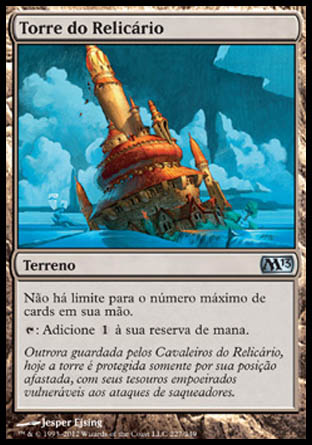 Torre do Relicário
Terreno
M13
Não há limite para o número máximo de
cards em sua mão.
: Adicione 1 à sua reserva de mana.
Outrora guardada pelos Cavaleiros do Relicário,
hoje a torre é protegida somente por sua posição
afastada, com seus tesouros empoeirados
vulneráveis aos ataques de saqueadores.
Jesper Ejsing
™ & © 1993-2012 Wizards of the Coast LLC 227/249